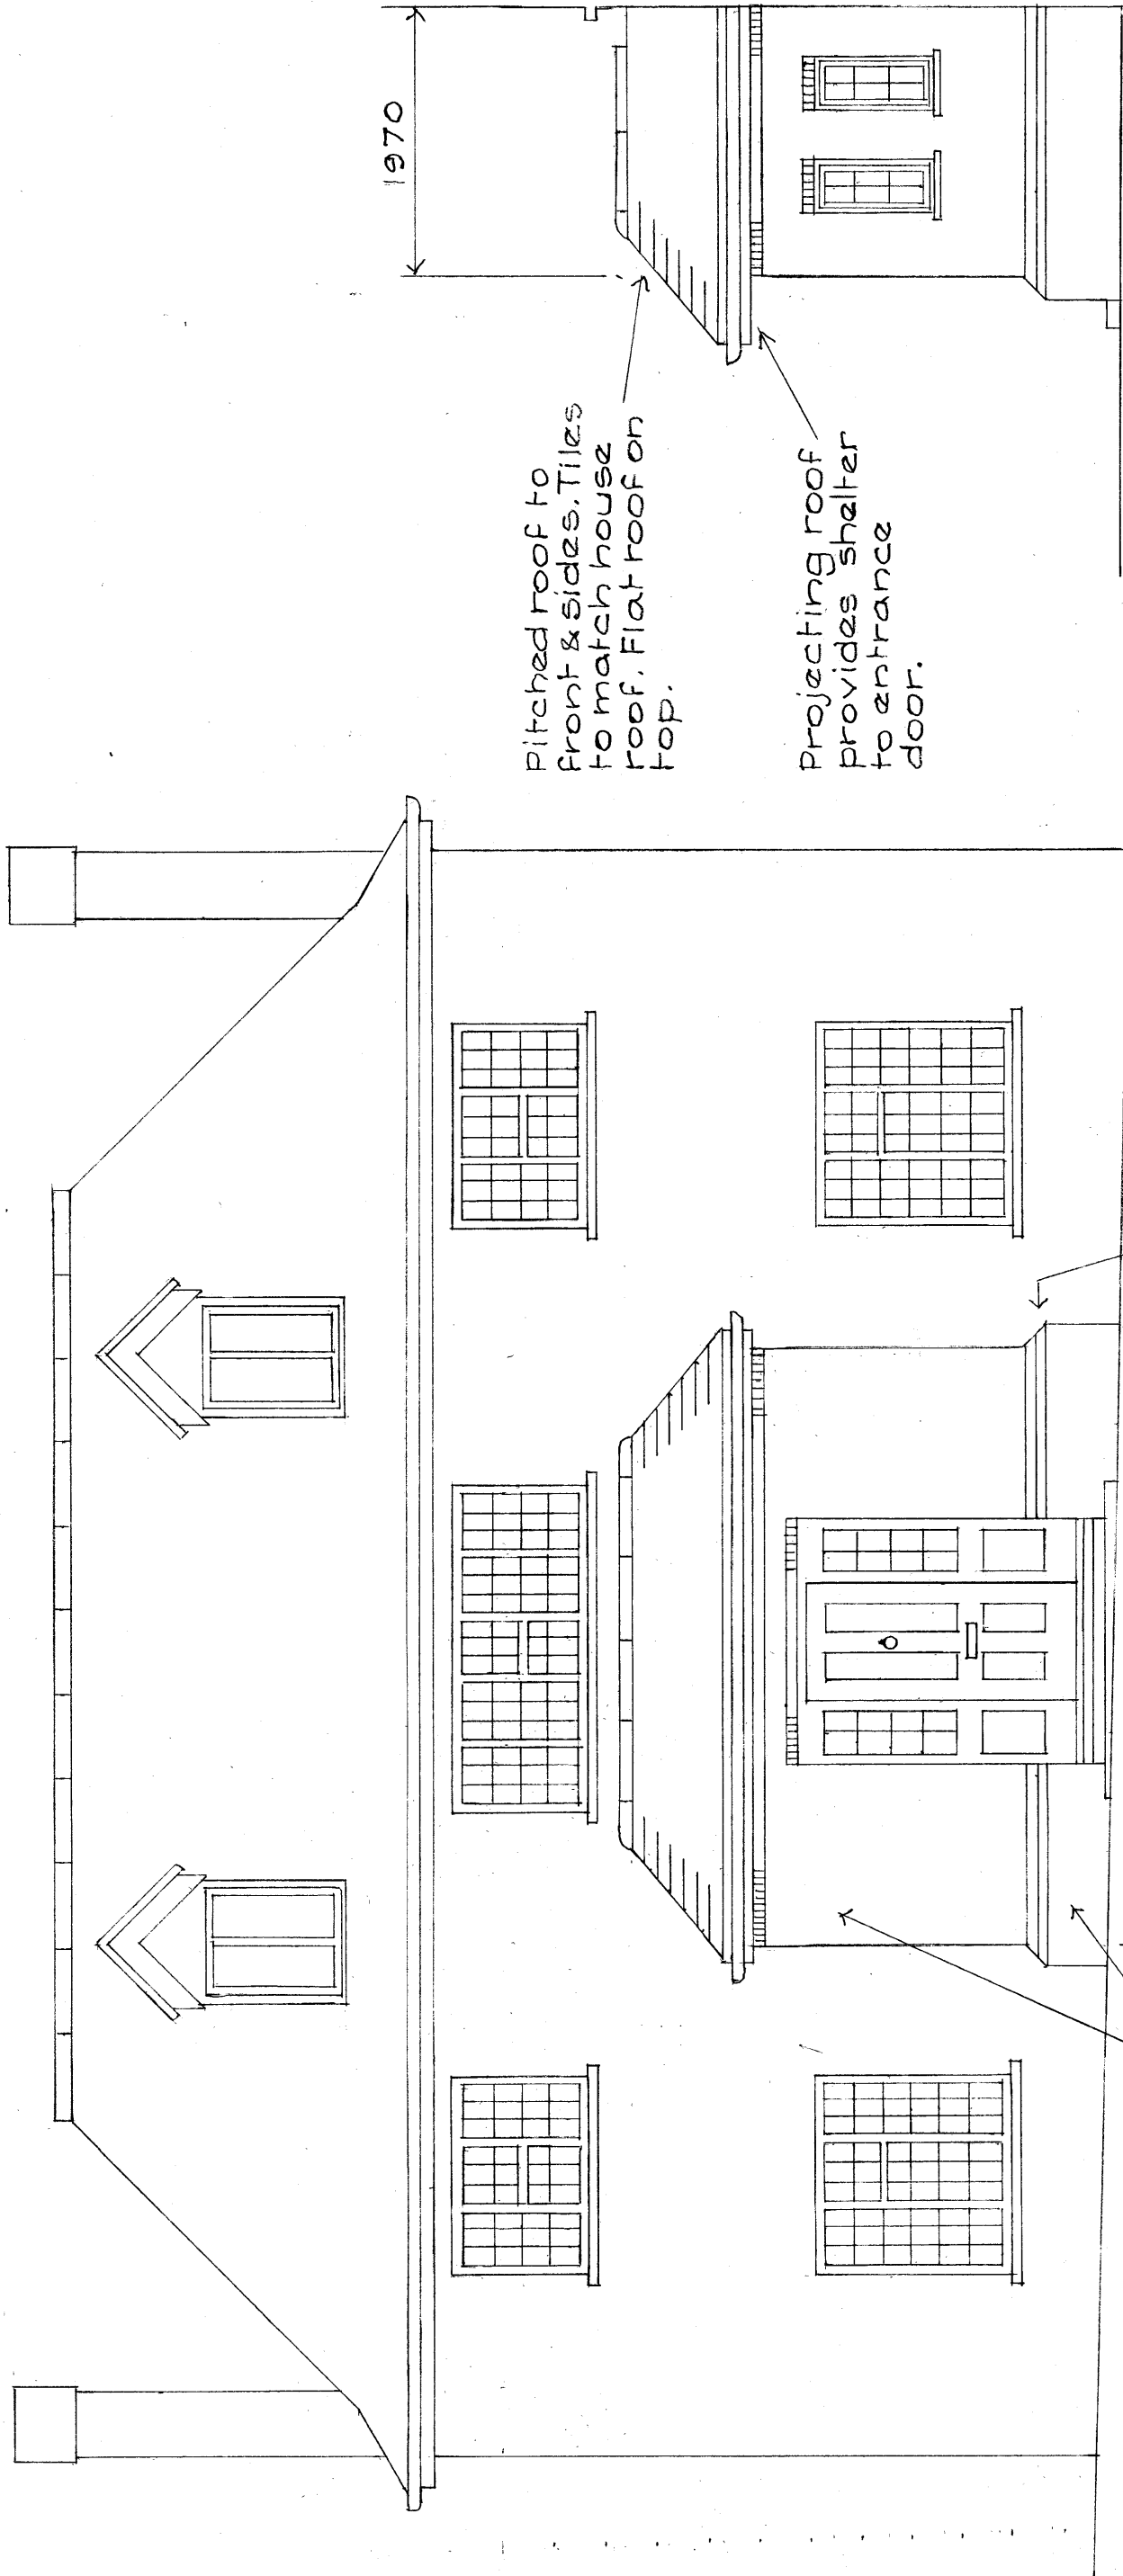 1970
Pitched roof to
front & sides. Tiles
to match house
roof. Flat roof on
top.
Projecting roof
provides shelter
to entrance
door.